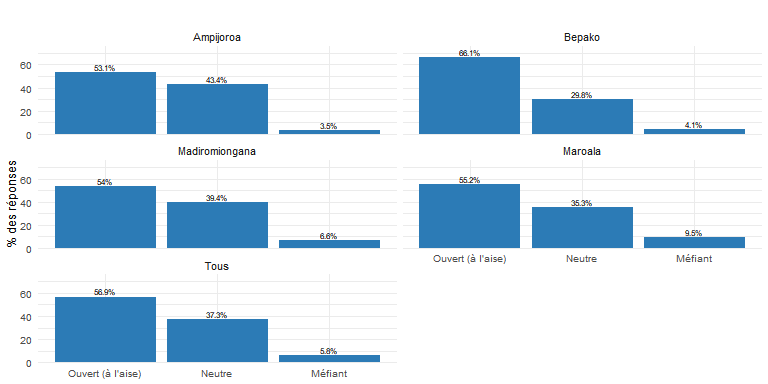 Ampijoroa
Bepako
60
40
20
0
53.1%
43.4%
3.5%
66.1%
29.8%
4.1%
Madiromiongana
Maroala
% des réponses
60
40
20
0
54%
39.4%
6.6%
55.2%
35.3%
9.5%
Ouvert (à l'aise)
Neutre
Méfiant
Tous
60
40
20
0
56.9%
37.3%
5.8%
Ouvert (à l'aise)
Neutre
Méfiant